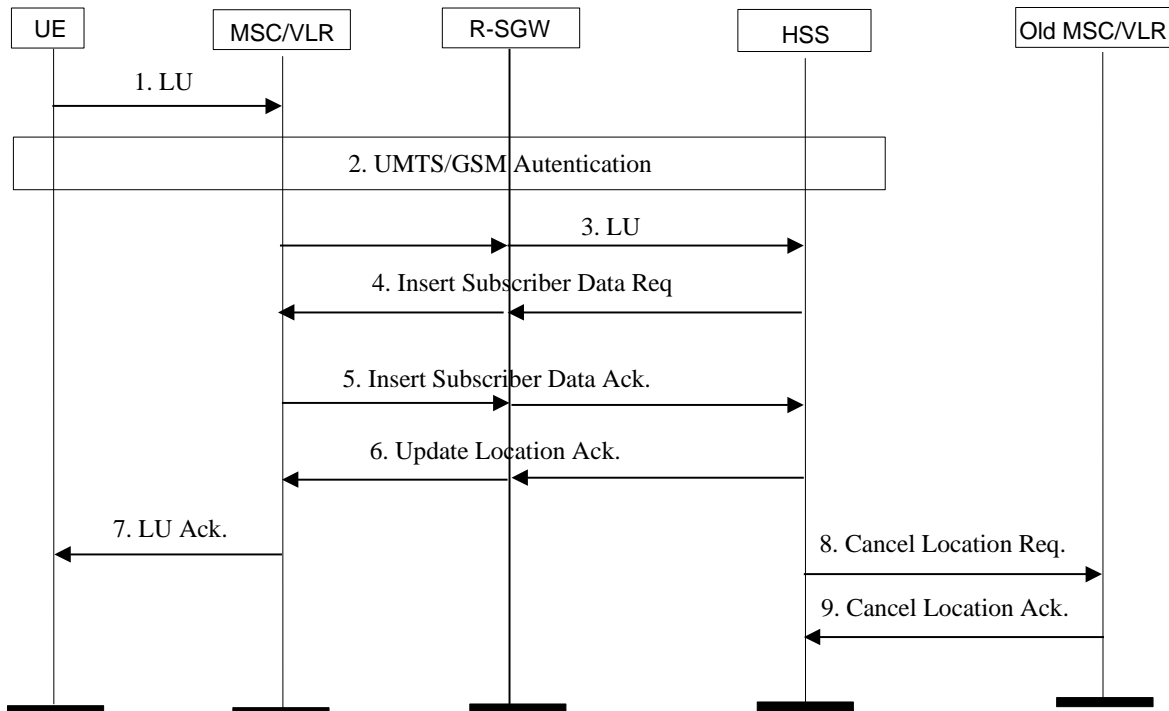 UE
MSC/VLR
R-SGW
HSS
Old MSC/VLR
1. LU
2. UMTS/GSM Autentication
3. LU
4. Insert Subscriber Data Req
5. Insert Subscriber Data Ack.
6. Update Location Ack.
7. LU Ack.
8. Cancel Location Req.
9. Cancel Location Ack.